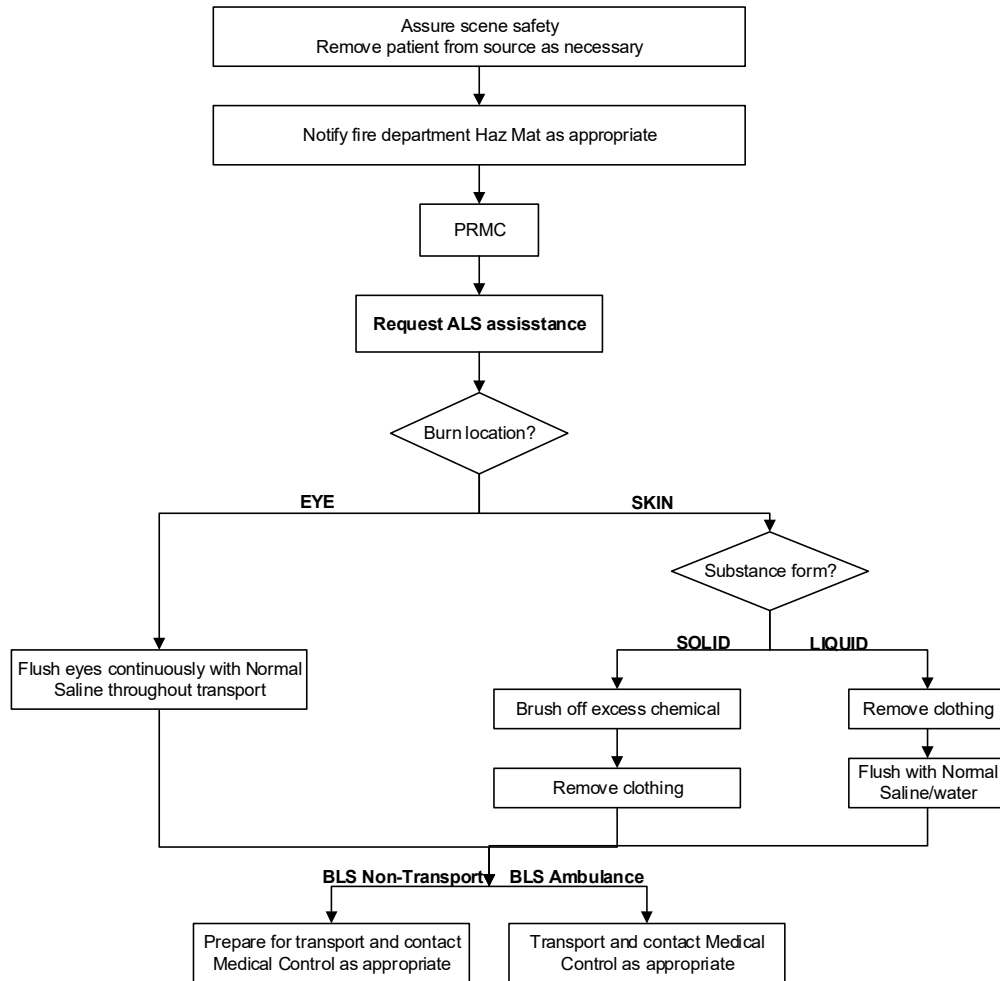 Assure scene safety
Remove patient from source as necessary
Notify fire department Haz Mat as appropriate
PRMC
Request ALS assisstance
Burn location?
EYE
SKIN
Substance form?
SOLID
LIQUID
Flush eyes continuously with Normal
Saline throughout transport
Brush off excess chemical
Remove clothing
Remove clothing
Flush with Normal
Saline/water
BLS Non-Transport
BLS Ambulance
Prepare for transport and contact
Medical Control as appropriate
Transport and contact Medical
Control as appropriate